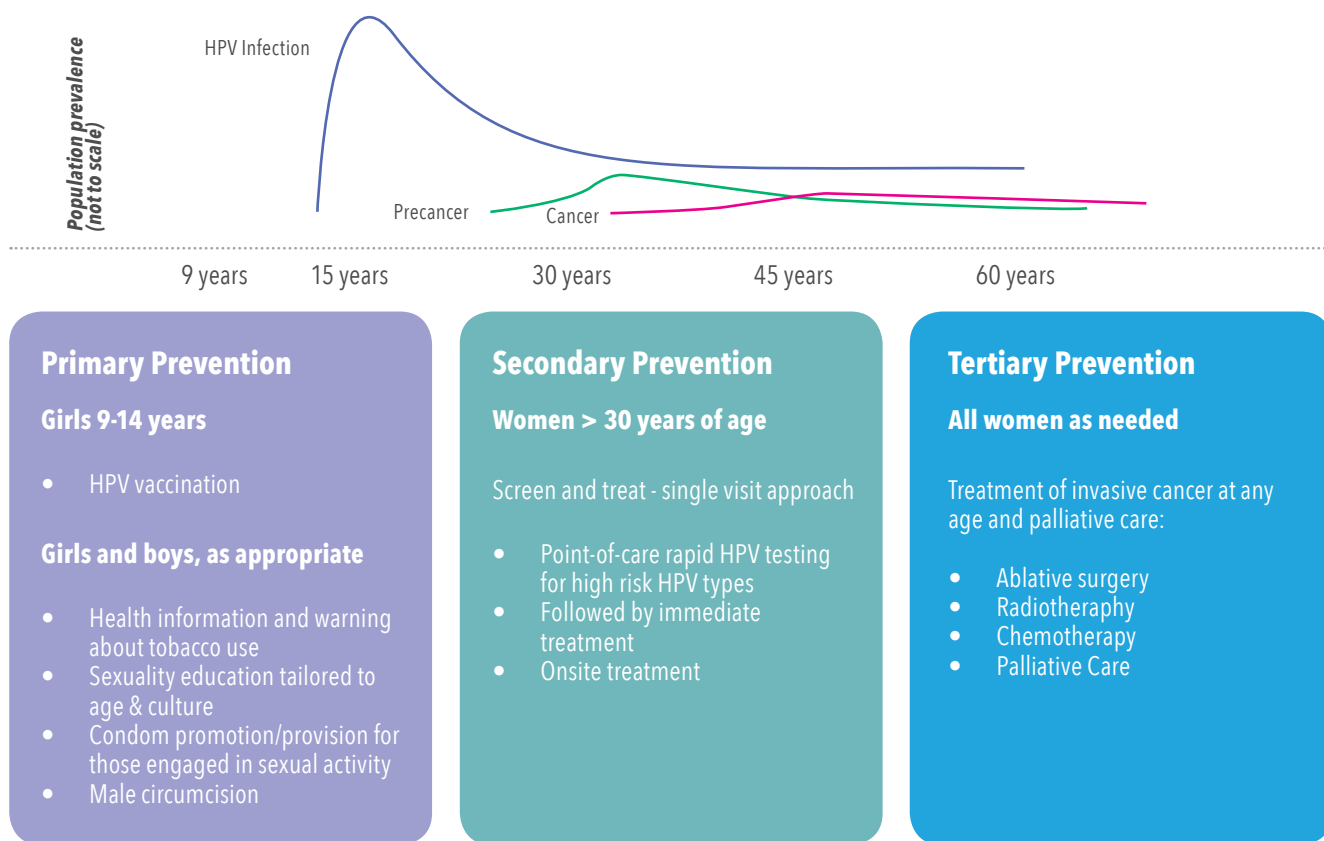 Population prevalence
(not to scale)
HPV Infection
Precancer
Cancer
9 years
15 years
30 years
45 years
60 years
Primary Prevention
Girls 9-14 years
• HPV vaccination
Girls and boys, as appropriate
• Health information and warning
about tobacco use
• Sexuality education tailored to
age & culture
• Condom promotion/provision for
those engaged in sexual activity
• Male circumcision
Secondary Prevention
Women > 30 years of age
Screen and treat - single visit approach
• Point-of-care rapid HPV testing
for high risk HPV types
• Followed by immediate
treatment
• Onsite treatment
Tertiary Prevention
All women as needed
Treatment of invasive cancer at any
age and palliative care:
• Ablative surgery
• Radiotheraphy
• Chemotherapy
• Palliative Care